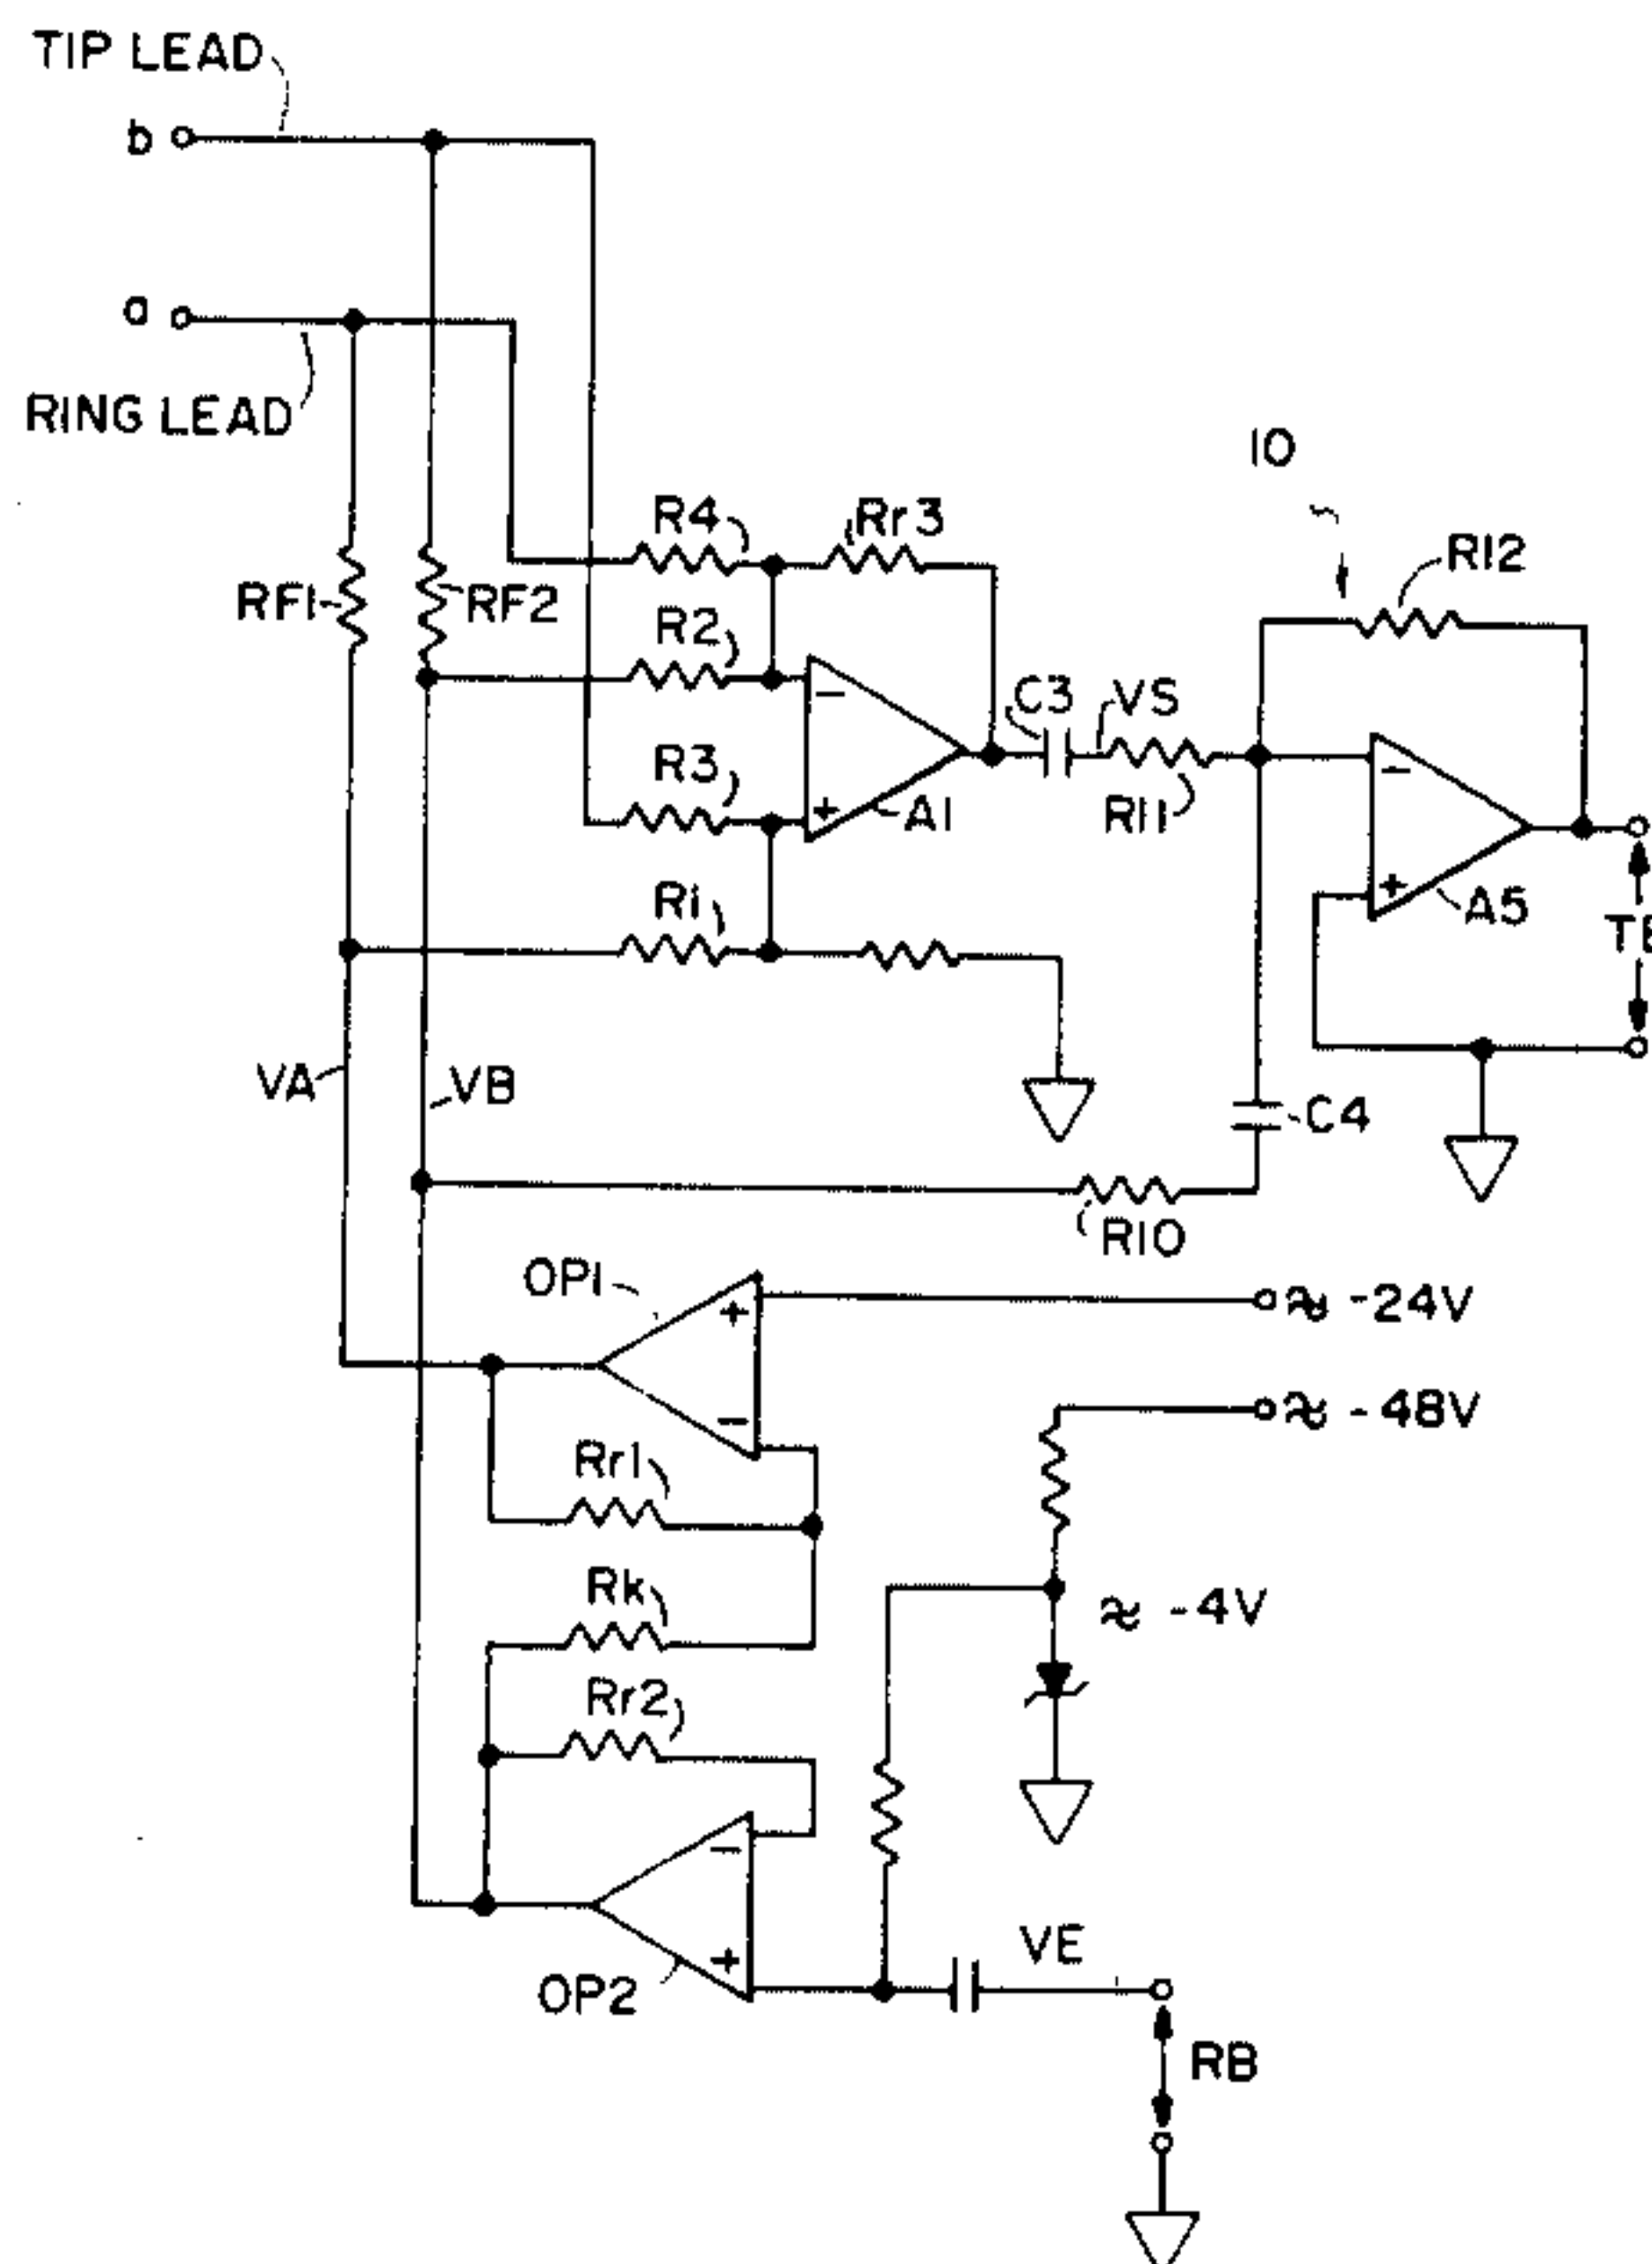 TIP LEAD
b
a
RING LEAD
10
R4
Rr3
R12
RF1
RF2
R2
C3
VS
R3
A1
R11
A5
R1
VA
VB
C4
R10
OP1
+
≈ -24V
-
≈ -48V
Rr1
Rk
≈ -4V
Rr2
-
+
VE
OP2
RB